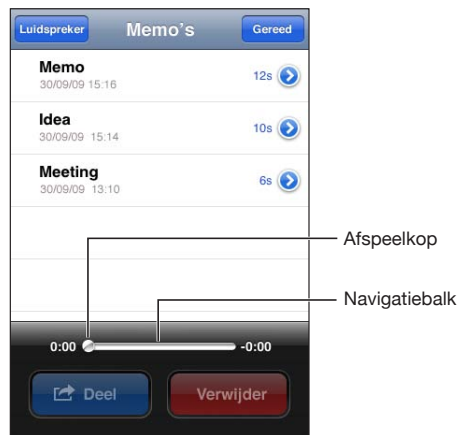 Luidspreker Memo's Gereed
Memo
12s
30/09/09 15:16
Idea
10s
30/09/09 15:14
Meeting
6s
30/09/09 13:10
Afspeelkop
Navigatiebalk
0:00 -0:00
Deel Verwijder